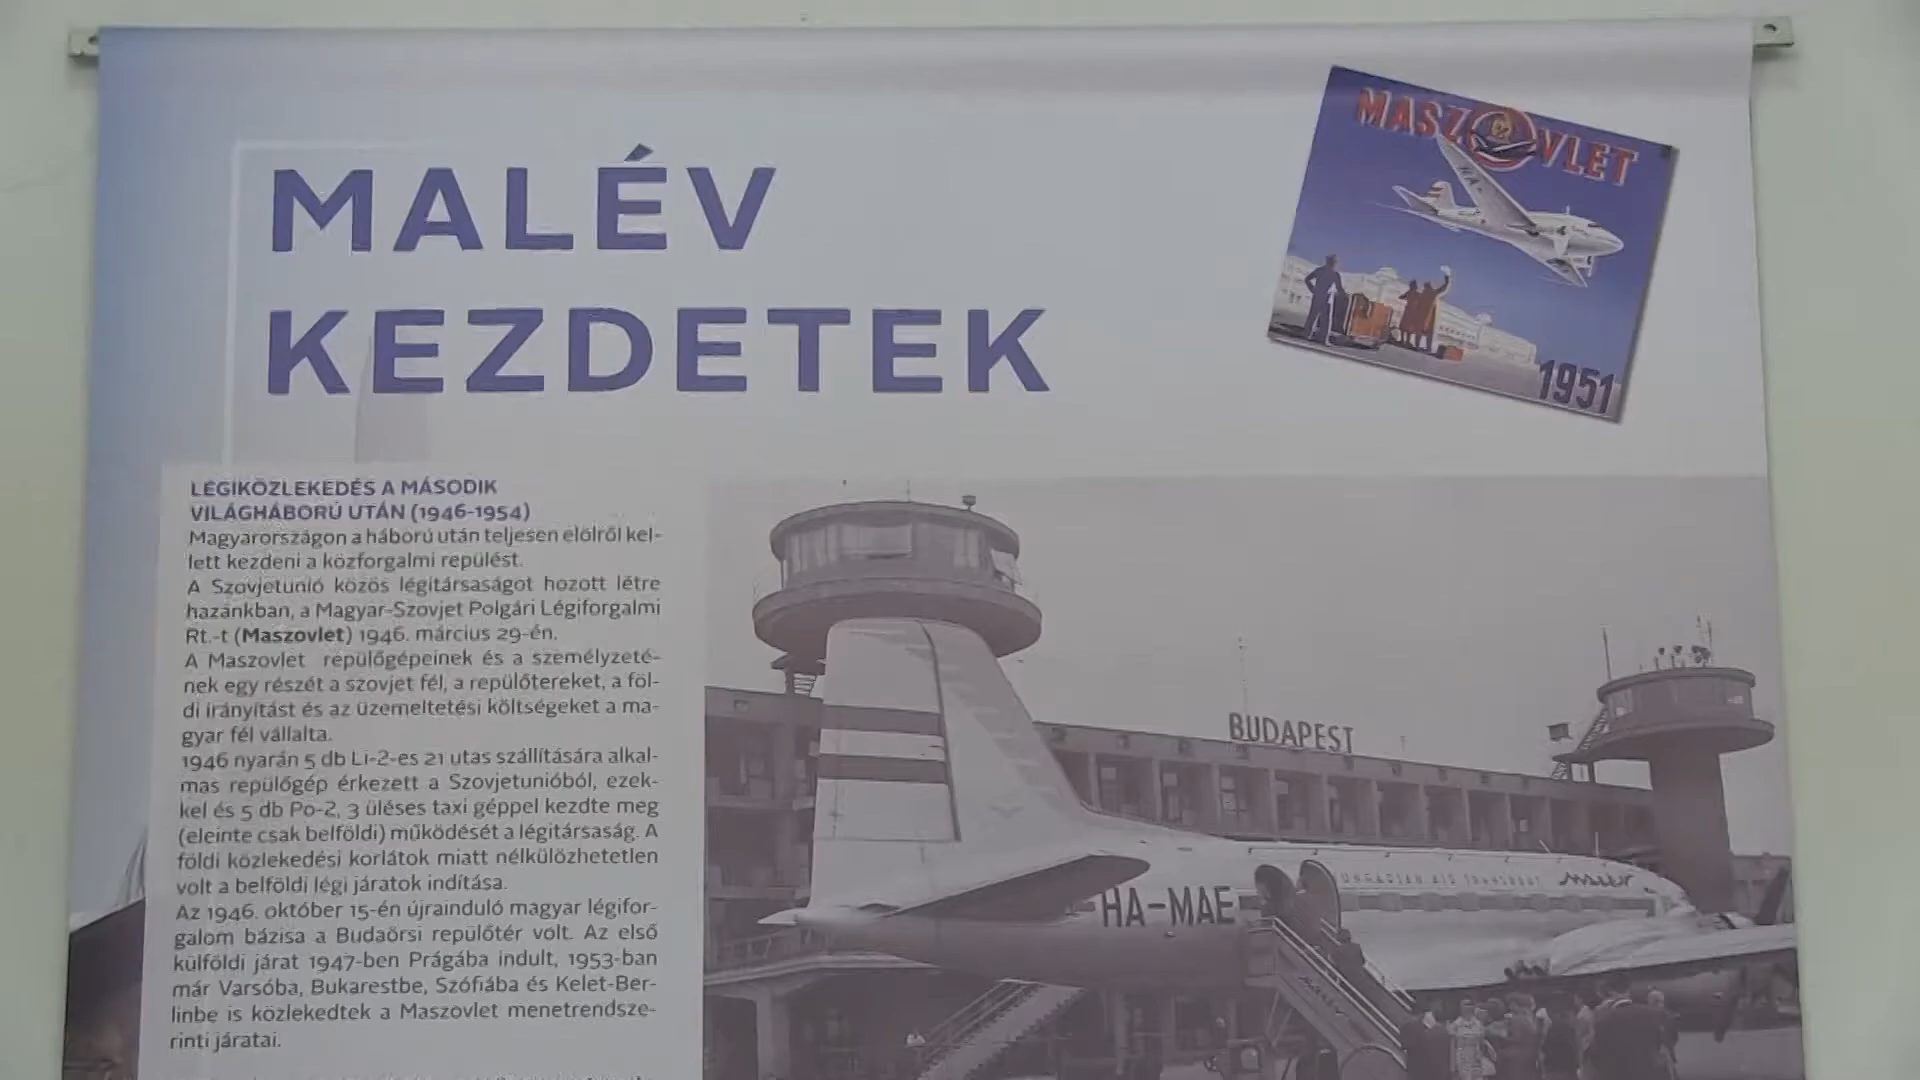 MALÉV
KEZDETEK
MASZOVLET
HA-
1951
LÉGIKÖZLEKEDÉS A MÁSODIK
VILÁGHÁBORÚ UTÁN (1946-1954)
Magyarországon a háború után teljesen elölről kel-
lett kezdeni a közforgalmi repülést.
A Szovjetunió közös légitársaságot hozott létre
hazánkban, a Magyar-Szovjet Polgári Légiforgalmi
Rt.-t (Maszovlet) 1946. március 29-én.
A Maszovlet repülőgépeinek és a személyzeté-
nek egy részét a szovjet fél, a repülőtereket, a föl-
di irányítást és az üzemeltetési költségeket a ma-
gyar fél vállalta.
1946 nyarán 5 db Li-2-es 21 utas szállítására alkal-
mas repülőgép érkezett a Szovjetunióból, ezek-
kel és 5 db Po-2, 3 üléses taxi géppel kezdte meg
(eleinte csak belföldi) működését a légitársaság. A
földi közlekedési korlátok miatt nélkülözhetetlen
volt a belföldi légi járatok indítása.
Az 1946. október 15-én újrainduló magyar légifor-
galom bázisa a Budaörsi repülőtér volt. Az első
külföldi járat 1947-ben Prágába indult, 1953-ban
már Varsóba, Bukarestbe, Szófiába és Kelet-Ber-
linbe is közlekedtek a Maszovlet menetrendsze-
rinti járatai.
BUDAPEST
HUNGARIAN AIR TRANSPORT MALÉV
HA-MAE